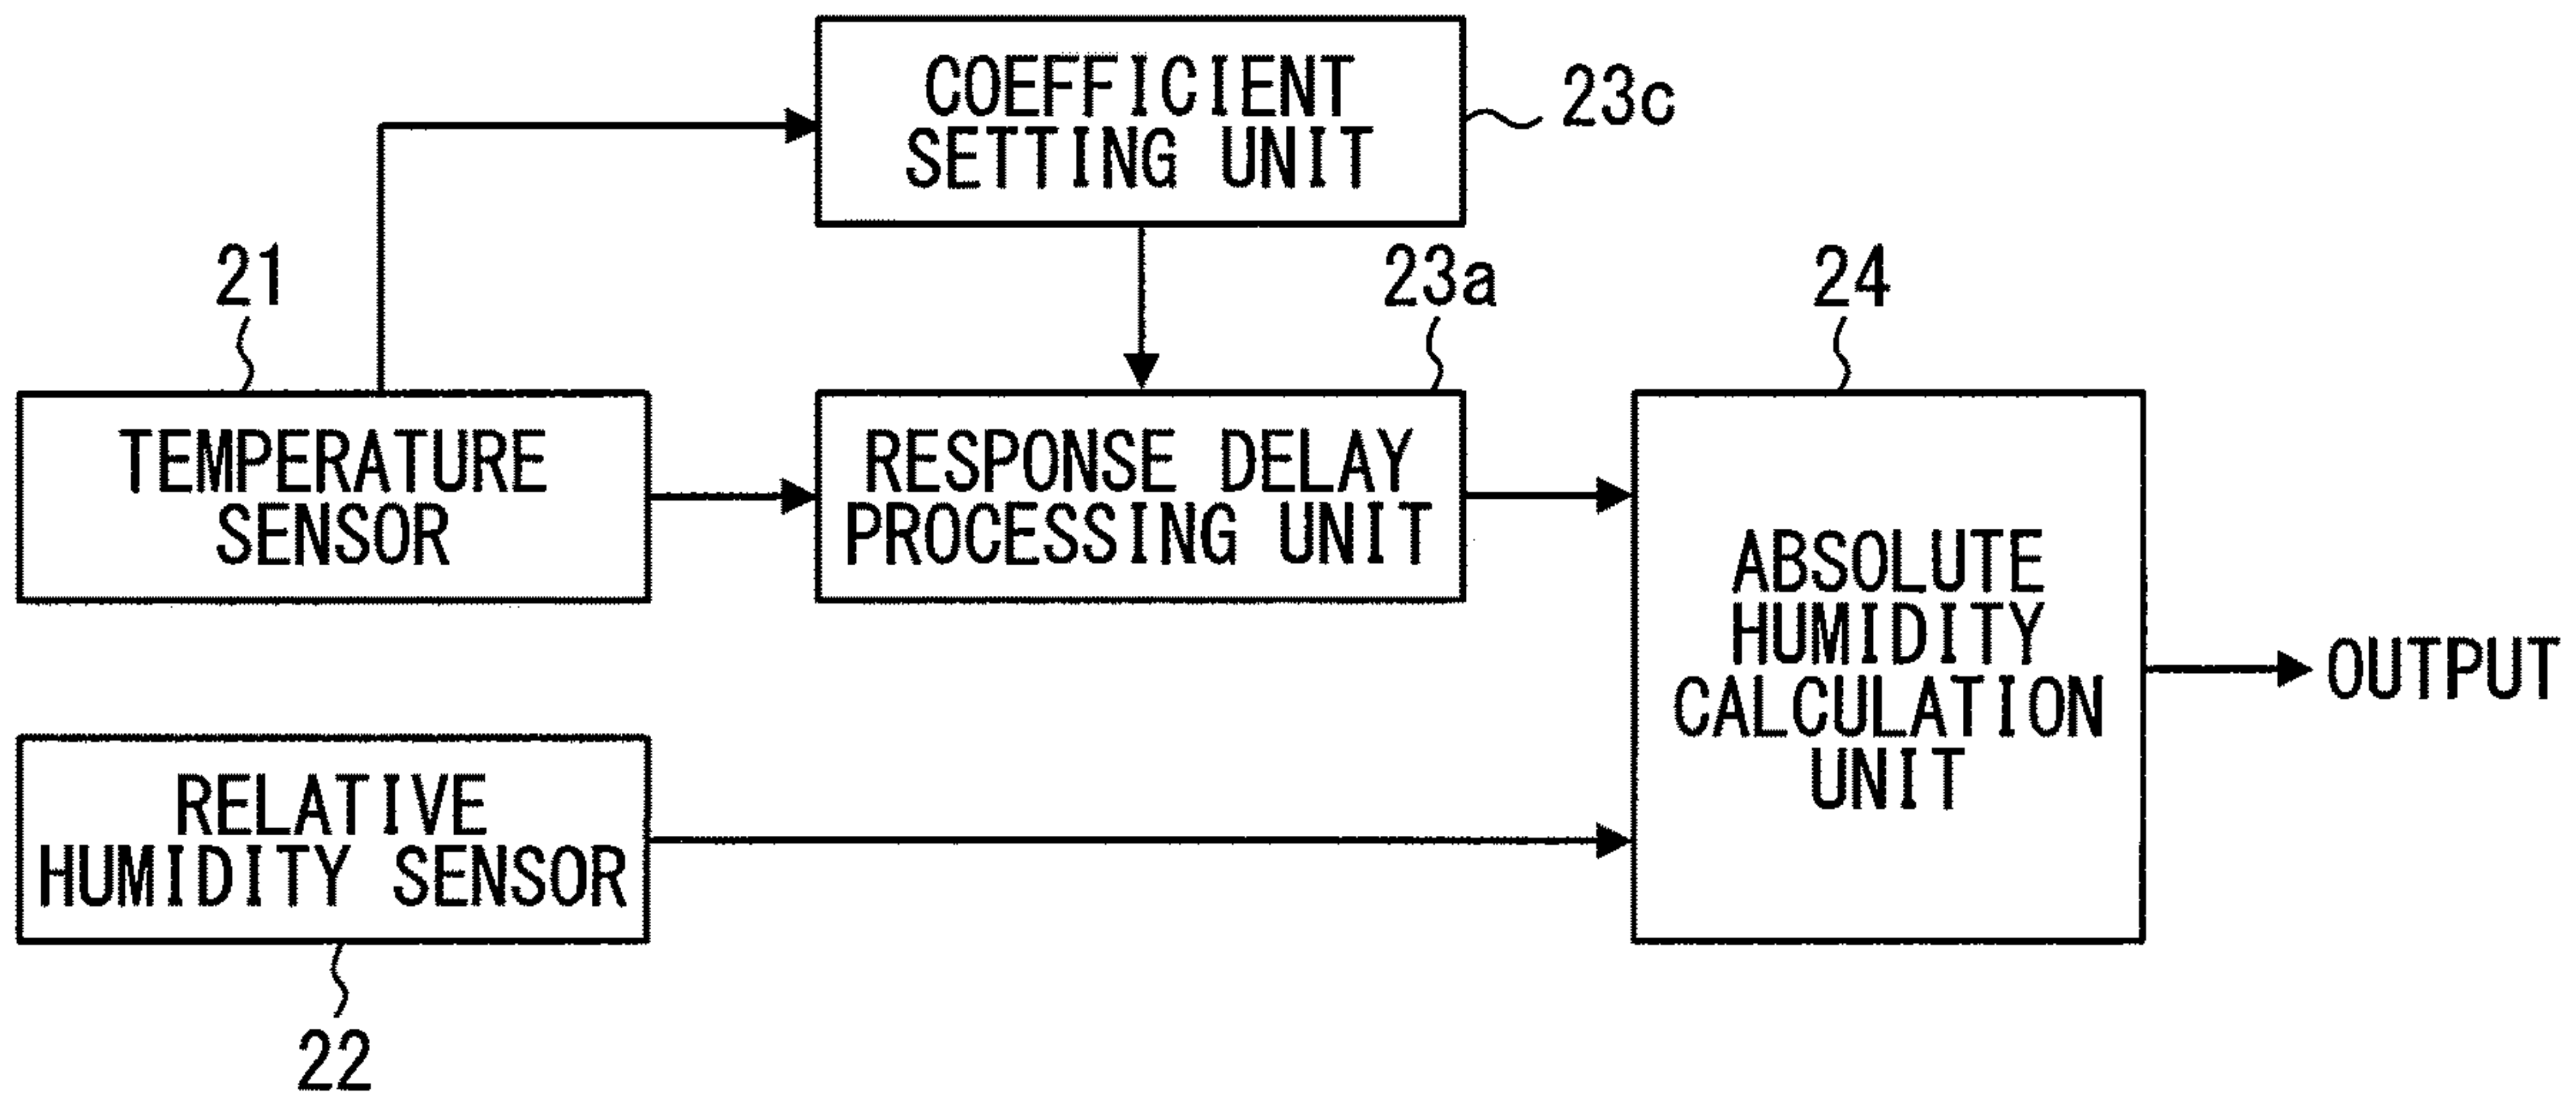 COEFFICIENT
SETTING UNIT
23c
21
23a
24
TEMPERATURE
SENSOR
RESPONSE DELAY
PROCESSING UNIT
ABSOLUTE
HUMIDITY
CALCULATION
UNIT
OUTPUT
RELATIVE
HUMIDITY SENSOR
22